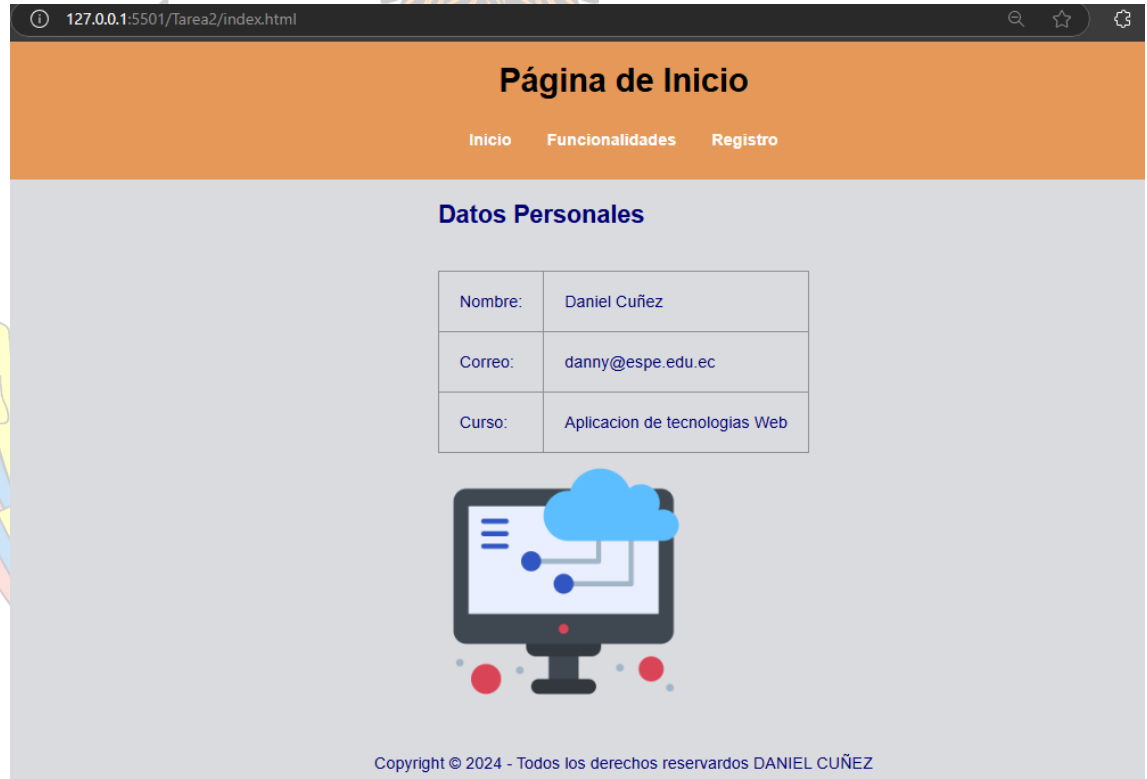 127.0.0.1:5501/Tarea2/index.html
Página de Inicio
Inicio Funcionalidades Registro
Datos Personales
Nombre: Daniel Cuñez
Correo: danny@espe.edu.ec
Curso: Aplicacion de tecnologias Web
Copyright © 2024 - Todos los derechos reservardos DANIEL CUÑEZ